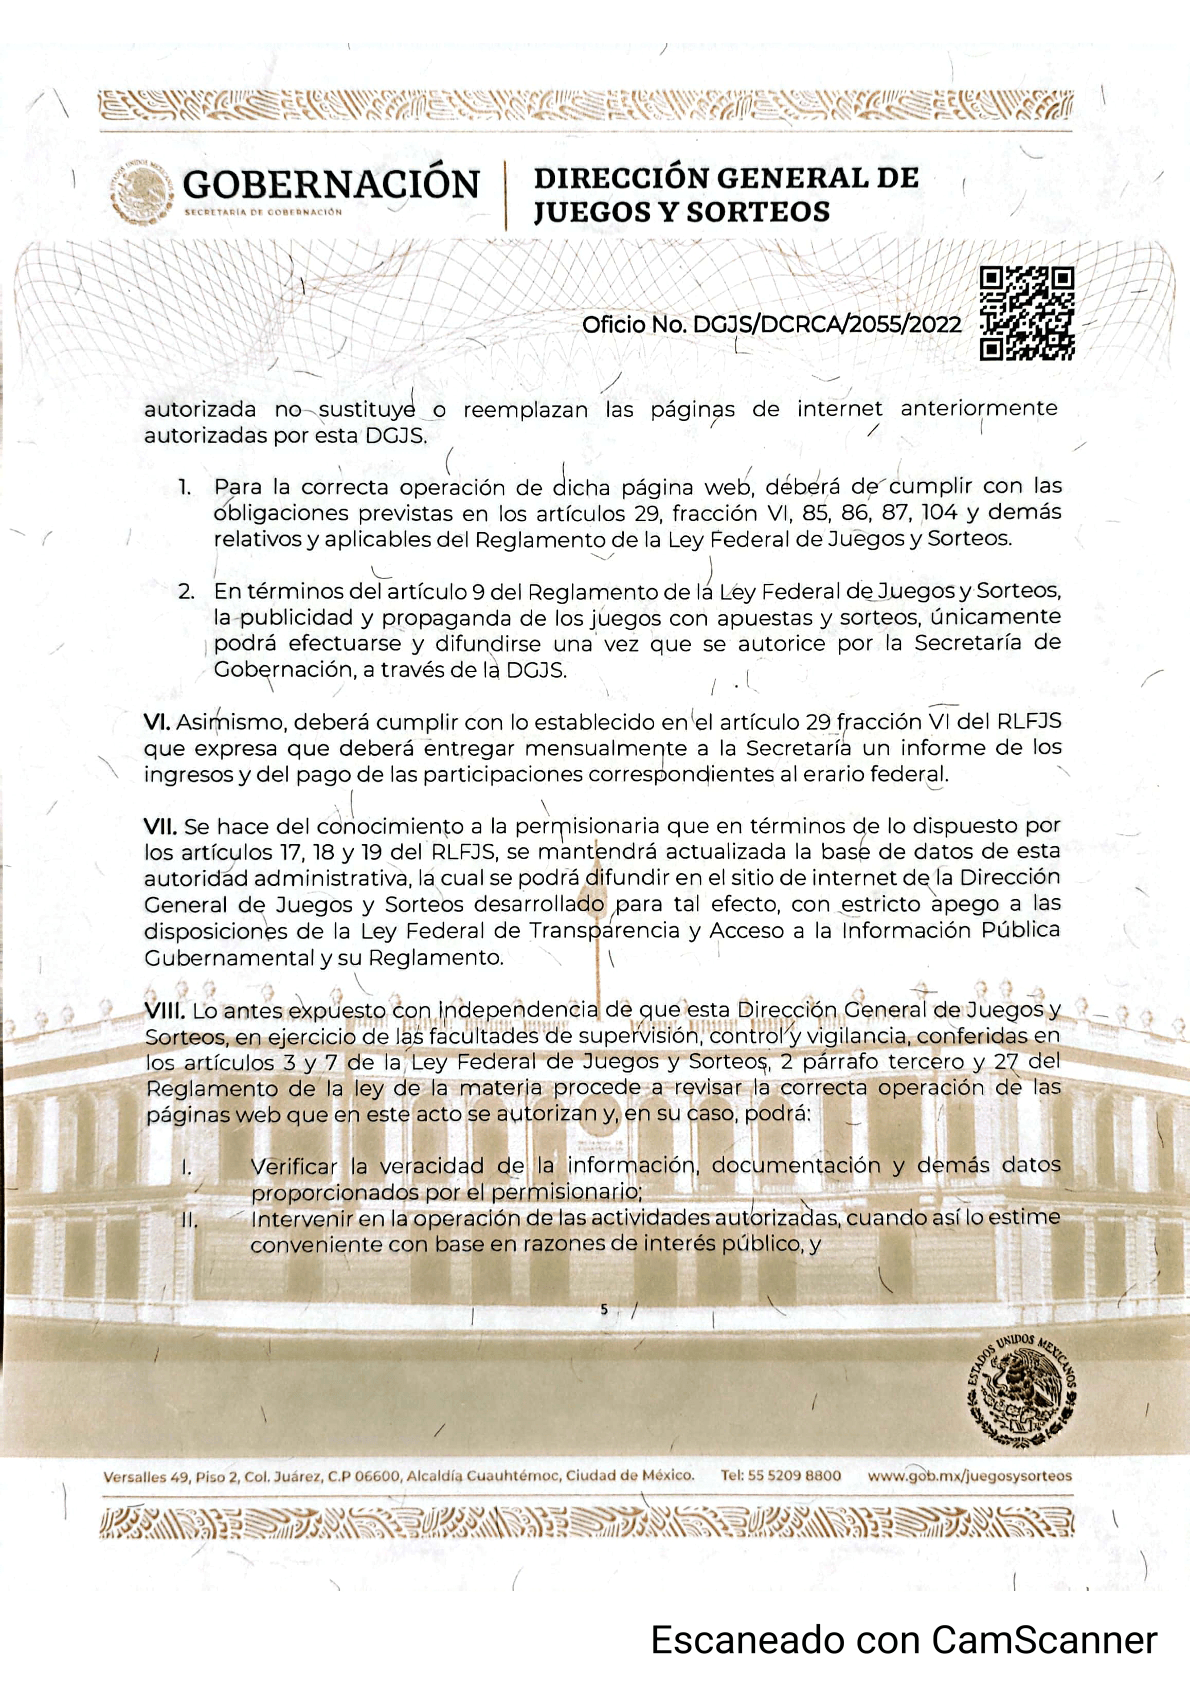 GOBERNACIÓN
SECRETARÍA DE GOBERNACIÓN
DIRECCIÓN GENERAL DE
JUEGOS Y SORTEOS
Oficio No. DGJS/DCRCA/2055/2022
autorizada no sustituye o reemplazan las páginas de internet anteriormente
autorizadas por esta DGJS.
1. Para la correcta operación de dicha página web, deberá de cumplir con las
obligaciones previstas en los artículos 29, fracción VI, 85, 86, 87, 104 y demás
relativos y aplicables del Reglamento de la Ley Federal de Juegos y Sorteos.
2. En términos del artículo 9 del Reglamento de la Ley Federal de Juegos y Sorteos,
la publicidad y propaganda de los juegos con apuestas y sorteos, únicamente
podrá efectuarse y difundirse una vez que se autorice por la Secretaría de
Gobernación, a través de la DGJS.
VI. Asimismo, deberá cumplir con lo establecido en el artículo 29 fracción VI del RLFJS
que expresa que deberá entregar mensualmente a la Secretaría un informe de los
ingresos y del pago de las participaciones correspondientes al erario federal.
VII. Se hace del conocimiento a la permisionaria que en términos de lo dispuesto por
los artículos 17, 18 y 19 del RLFJS, se mantendrá actualizada la base de datos de esta
autoridad administrativa, la cual se podrá difundir en el sitio de internet de la Dirección
General de Juegos y Sorteos desarrollado para tal efecto, con estricto apego a las
disposiciones de la Ley Federal de Transparencia y Acceso a la Información Pública
Gubernamental y su Reglamento.
VIII. Lo antes expuesto con independencia de que esta Dirección General de Juegos y
Sorteos, en ejercicio de las facultades de supervisión, control y vigilancia, conferidas en
los artículos 3 y 7 de la Ley Federal de Juegos y Sorteos, 2 párrafo tercero y 27 del
Reglamento de la ley de la materia procede a revisar la correcta operación de las
páginas web que en este acto se autorizan y, en su caso, podrá:
I. Verificar la veracidad de la información, documentación y demás datos
proporcionados por el permisionario;
II. Intervenir en la operación de las actividades autorizadas, cuando así lo estime
conveniente con base en razones de interés público, y
5
ESTADOS UNIDOS MEXICANOS
Versalles 49, Piso 2, Col. Juárez, C.P 06600, Alcaldía Cuauhtémoc, Ciudad de México. Tel: 55 5209 8800 www.gob.mx/juegosysorteos
Escaneado con CamScanner